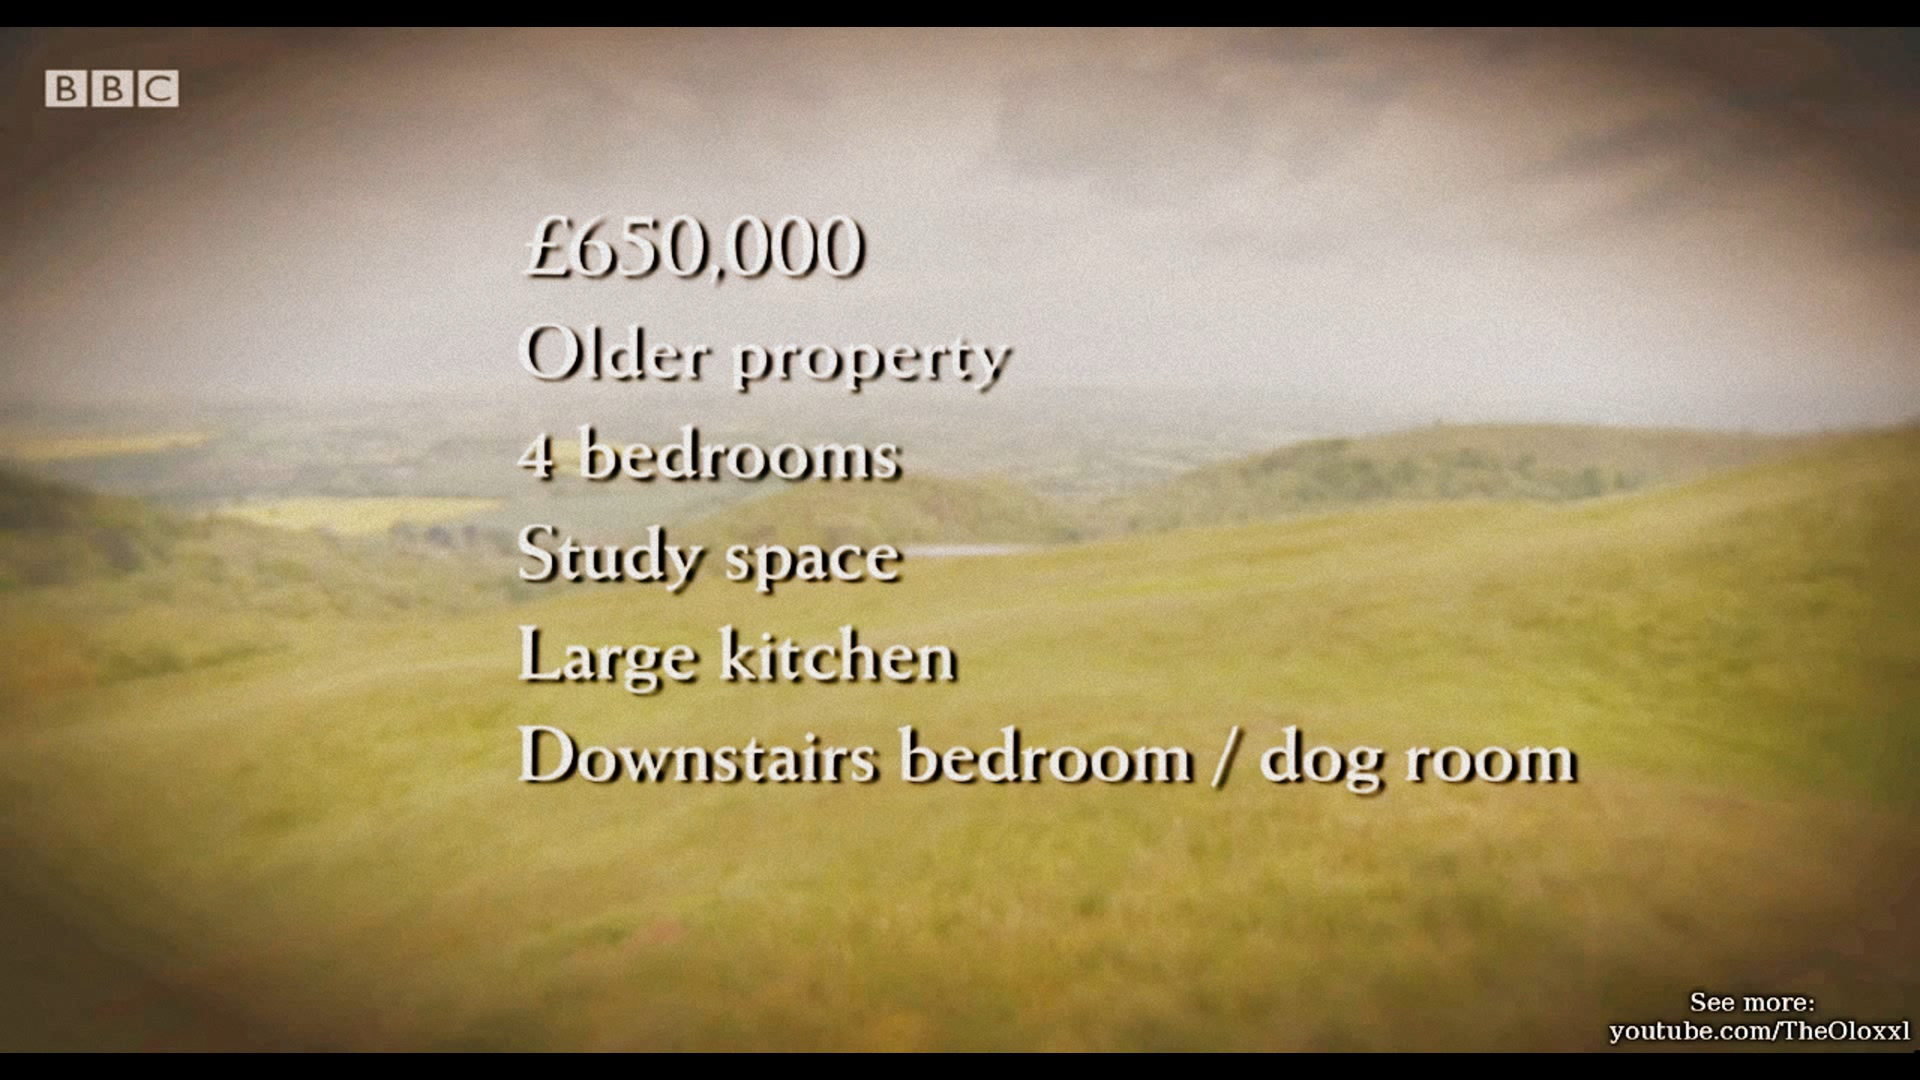 BBC
£650,000
Older property
4 bedrooms
Study space
Large kitchen
Downstairs bedroom / dog room
See more:
youtube.com/TheOloxxl